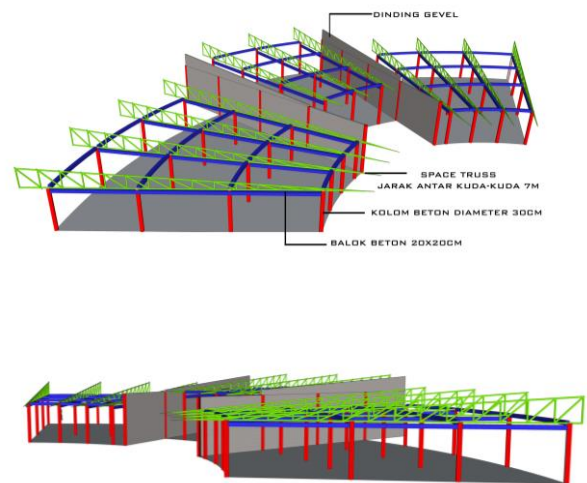 DINDING GEVEL
SPACE TRUSS
JARAK ANTAR KUDA-KUDA 7M
KOLOM BETON DIAMETER 30CM
BALOK BETON 20X20CM